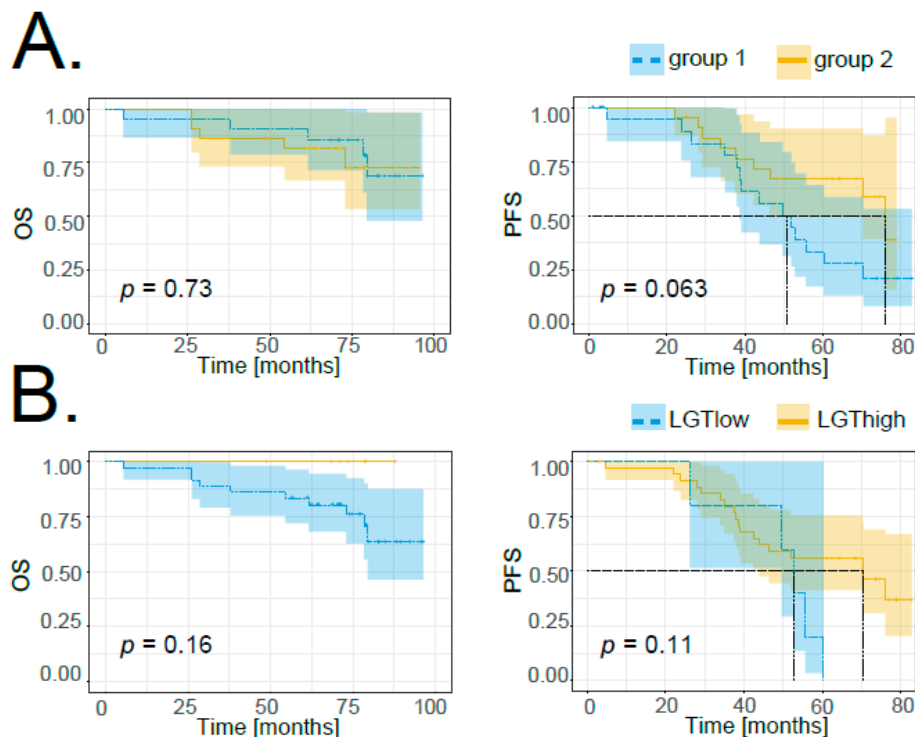 A.
group 1 group 2
OS
1.00
0.75
0.50
0.25
0.00
p = 0.73
0 25 50 75 100
Time [months]
PFS
1.00
0.75
0.50
0.25
0.00
p = 0.063
0 20 40 60 80
Time [months]
B.
LGTlow LGThigh
OS
1.00
0.75
0.50
0.25
0.00
p = 0.16
0 25 50 75 100
Time [months]
PFS
1.00
0.75
0.50
0.25
0.00
p = 0.11
0 20 40 60 80
Time [months]